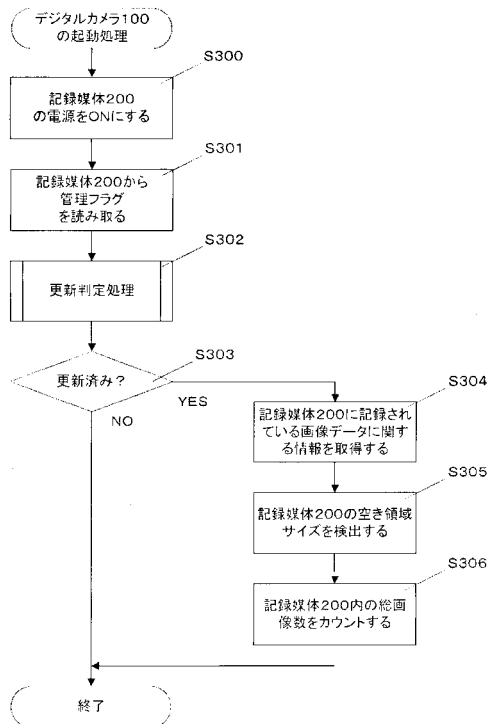 デジタルカメラ100
の起動処理
S300
記録媒体200
の電源をONにする
S301
記録媒体200から
管理フラグ
を読み取る
S302
更新判定処理
S303
更新済み?
YES
NO
S304
記録媒体200に記録され
ている画像データに関す
る情報を取得する
S305
記録媒体200の空き領域
サイズを検出する
S306
記録媒体200内の総画
像数をカウントする
終了